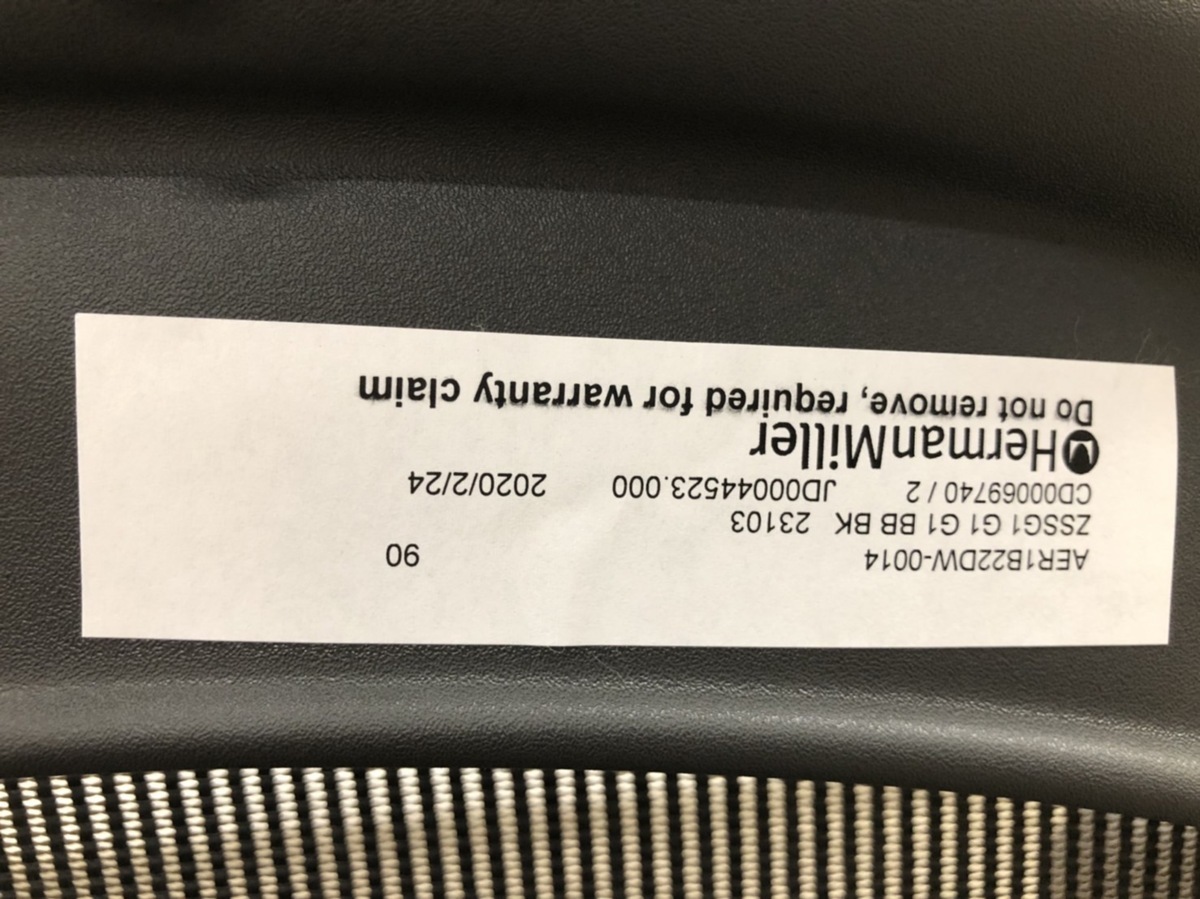 AER1B22DW-0014 90
ZSSG1 G1 G1 BB BK 23103
CD00069740 / 2 JD00044523.000 2020/2/24
HermanMiller
Do not remove, required for warranty claim